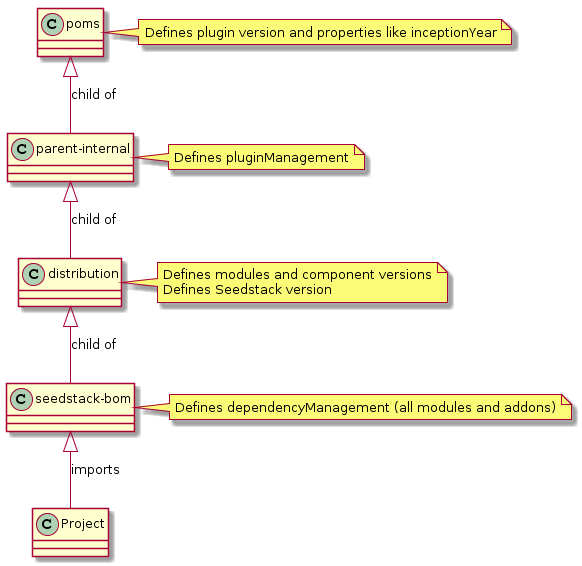 C poms
Defines plugin version and properties like inceptionYear
child of
C parent-internal
Defines pluginManagement
child of
C distribution
Defines modules and component versions
Defines Seedstack version
child of
C seedstack-bom
Defines dependencyManagement (all modules and addons)
imports
C Project